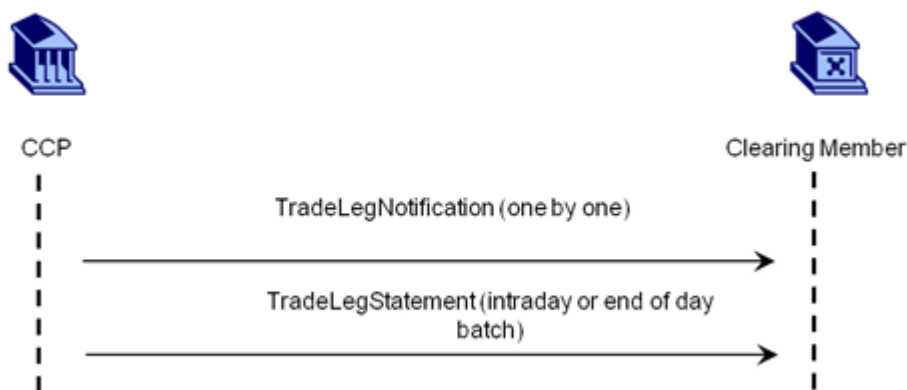 CCP
Clearing Member
TradeLegNotification (one by one)
TradeLegStatement (intraday or end of day
batch)